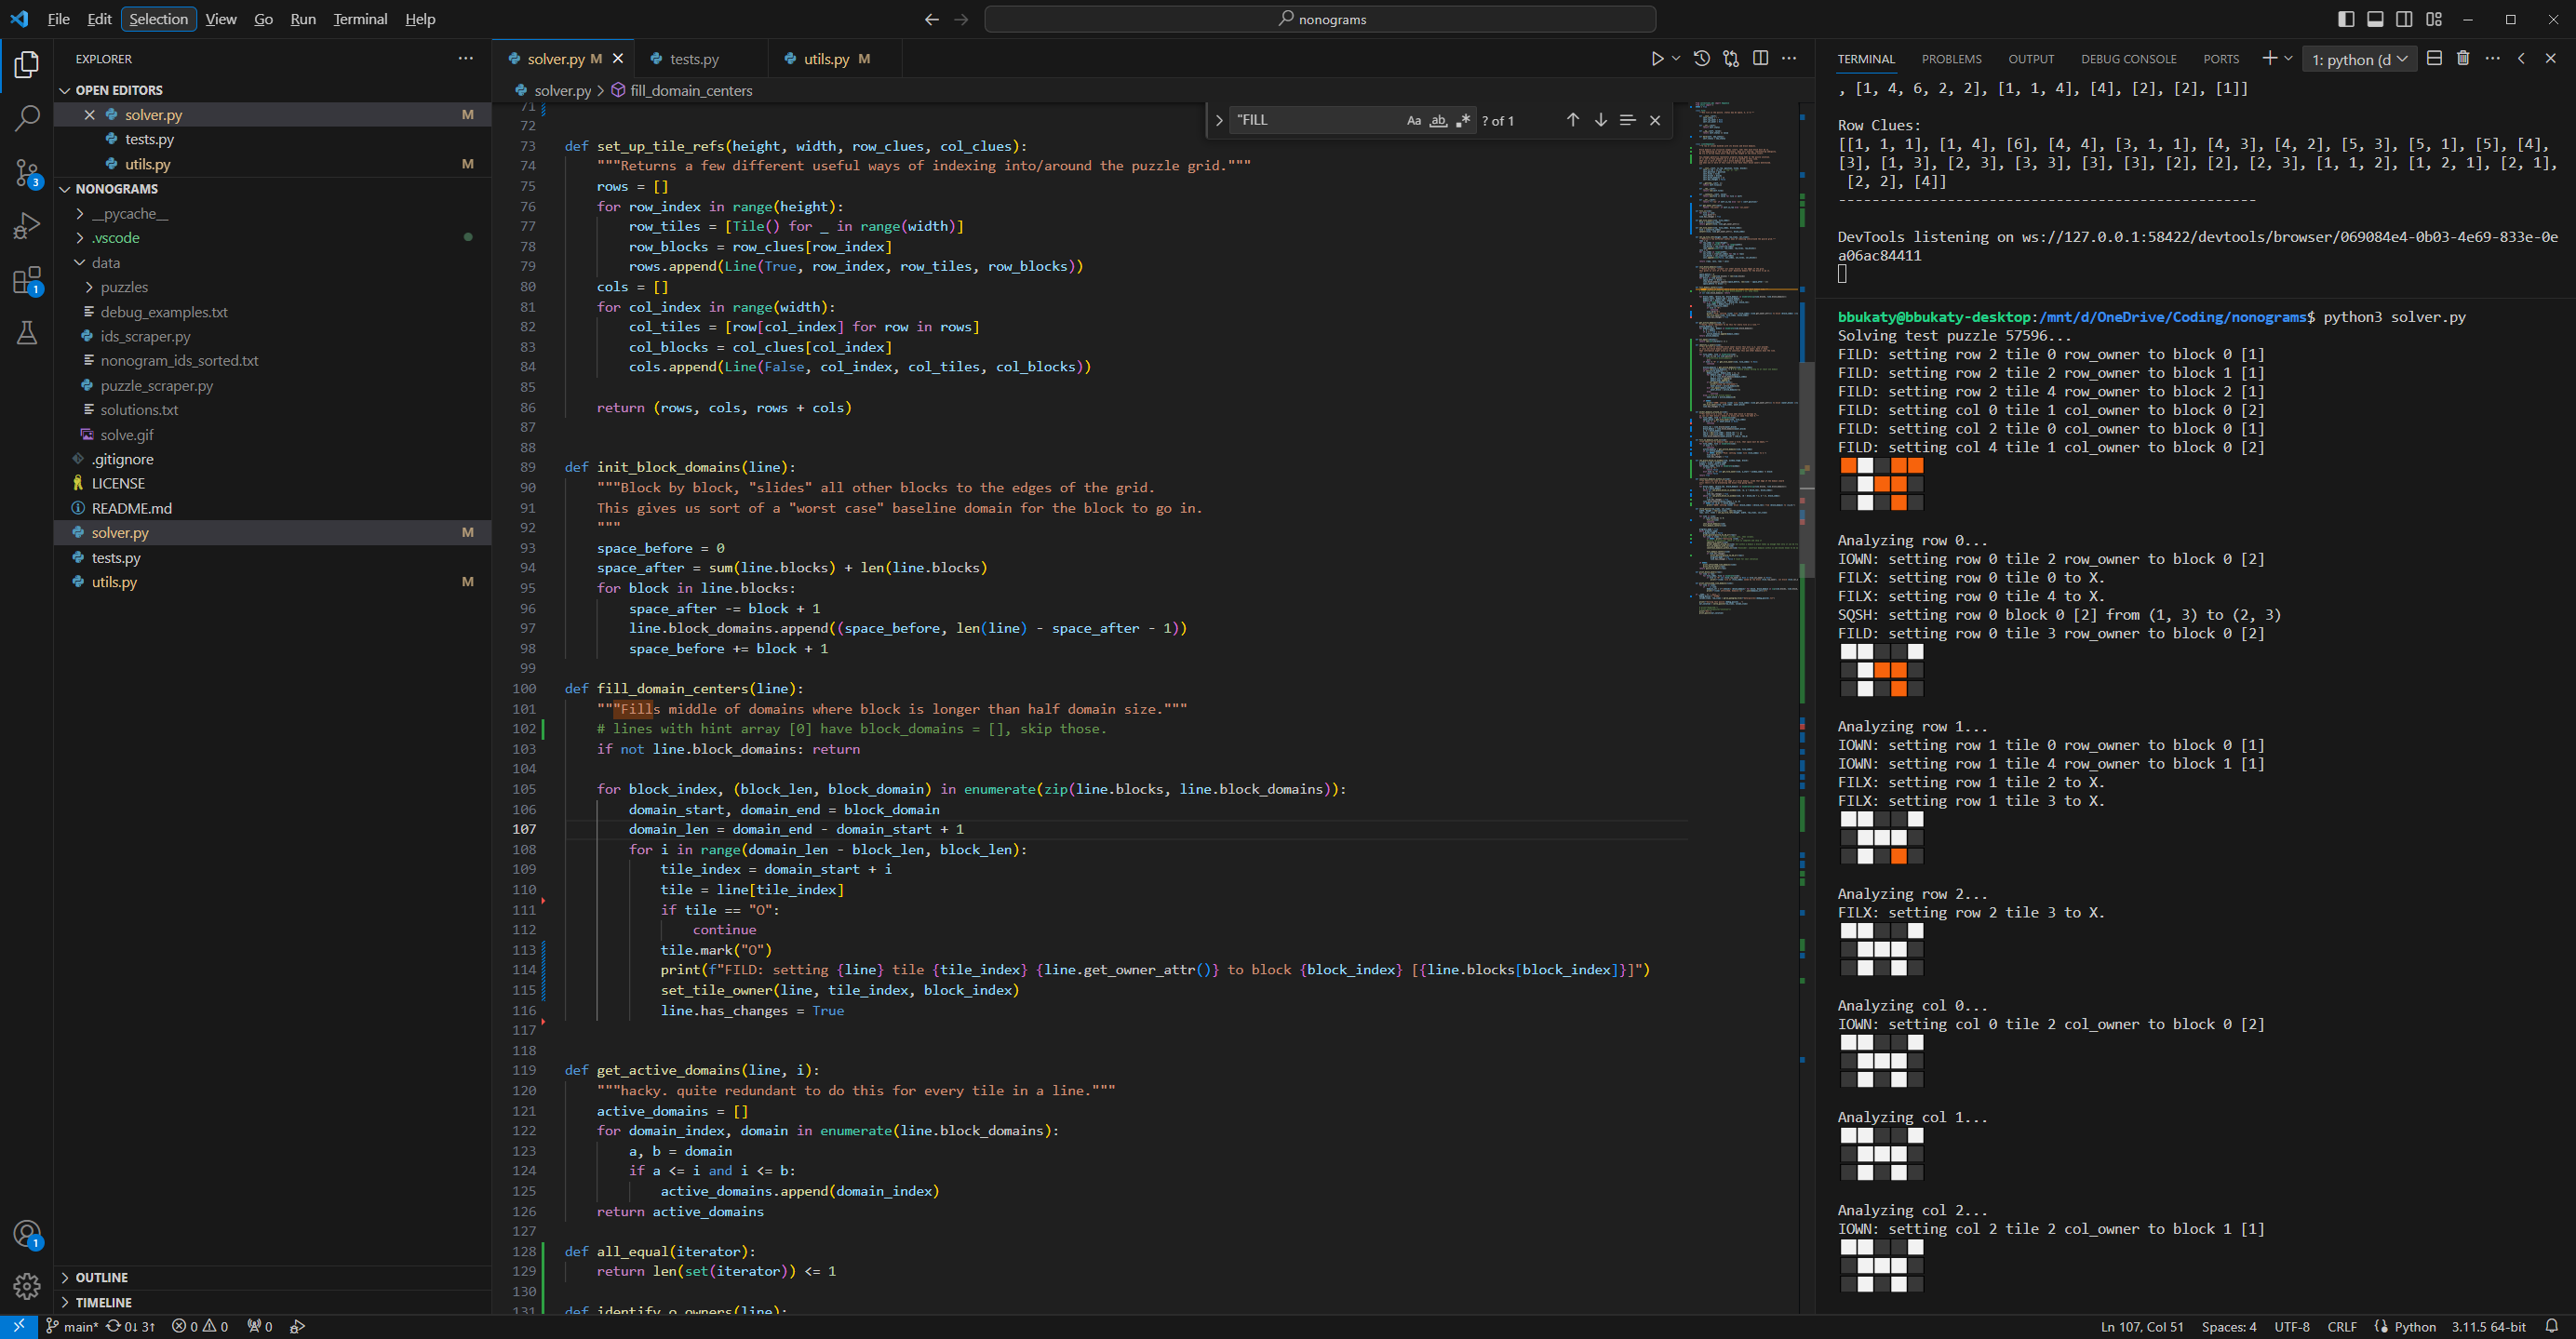 File Edit Selection View Go Run Terminal Help
nonograms
EXPLORER
OPEN EDITORS
solver.py M
tests.py
utils.py M
NONOGRAMS
__pycache__
.vscode
data
puzzles
debug_examples.txt
ids_scraper.py
nonogram_ids_sorted.txt
puzzle_scraper.py
solutions.txt
solve.gif
.gitignore
LICENSE
README.md
solver.py M
tests.py
utils.py M
OUTLINE
TIMELINE
3
1
1
solver.py M tests.py utils.py M
solver.py > fill_domain_centers
"FILL Aa ab .* ? of 1
71
72
73 def set_up_tile_refs(height, width, row_clues, col_clues):
74 """Returns a few different useful ways of indexing into/around the puzzle grid."""
75 rows = []
76 for row_index in range(height):
77 row_tiles = [Tile() for _ in range(width)]
78 row_blocks = row_clues[row_index]
79 rows.append(Line(True, row_index, row_tiles, row_blocks))
80 cols = []
81 for col_index in range(width):
82 col_tiles = [row[col_index] for row in rows]
83 col_blocks = col_clues[col_index]
84 cols.append(Line(False, col_index, col_tiles, col_blocks))
85
86 return (rows, cols, rows + cols)
87
88
89 def init_block_domains(line):
90 """Block by block, "slides" all other blocks to the edges of the grid.
91 This gives us sort of a "worst case" baseline domain for the block to go in.
92 """
93 space_before = 0
94 space_after = sum(line.blocks) + len(line.blocks)
95 for block in line.blocks:
96 space_after -= block + 1
97 line.block_domains.append((space_before, len(line) - space_after - 1))
98 space_before += block + 1
99
100 def fill_domain_centers(line):
101 """Fills middle of domains where block is longer than half domain size."""
102 # lines with hint array [0] have block_domains = [], skip those.
103 if not line.block_domains: return
104
105 for block_index, (block_len, block_domain) in enumerate(zip(line.blocks, line.block_domains)):
106 domain_start, domain_end = block_domain
107 domain_len = domain_end - domain_start + 1
108 for i in range(domain_len - block_len, block_len):
109 tile_index = domain_start + i
110 tile = line[tile_index]
111 if tile == "O":
112 continue
113 tile.mark("O")
114 print(f"FILD: setting {line} tile {tile_index} {line.get_owner_attr()} to block {block_index} [{line.blocks[block_index]}]")
115 set_tile_owner(line, tile_index, block_index)
116 line.has_changes = True
117
118
119 def get_active_domains(line, i):
120 """hacky. quite redundant to do this for every tile in a line."""
121 active_domains = []
122 for domain_index, domain in enumerate(line.block_domains):
123 a, b = domain
124 if a <= i and i <= b:
125 active_domains.append(domain_index)
126 return active_domains
127
128 def all_equal(iterator):
129 return len(set(iterator)) <= 1
130
131 def identify_o_owners(line):
TERMINAL PROBLEMS OUTPUT DEBUG CONSOLE PORTS 1: python (d
, [1, 4, 6, 2, 2], [1, 1, 4], [4], [2], [2], [1]]
Row Clues:
[[1, 1, 1], [1, 4], [6], [4, 4], [3, 1, 1], [4, 3], [4, 2], [5, 3], [5, 1], [5], [4],
[3], [1, 3], [2, 3], [3, 3], [3], [3], [2], [2], [2, 3], [1, 1, 2], [1, 2, 1], [2, 1],
[2, 2], [4]]
--------------------------------------------------
DevTools listening on ws://127.0.0.1:58422/devtools/browser/069084e4-0b03-4e69-833e-0e
a06ac84411
bbukaty@bbukaty-desktop:/mnt/d/OneDrive/Coding/nonograms$ python3 solver.py
Solving test puzzle 57596...
FILD: setting row 2 tile 0 row_owner to block 0 [1]
FILD: setting row 2 tile 2 row_owner to block 1 [1]
FILD: setting row 2 tile 4 row_owner to block 2 [1]
FILD: setting col 0 tile 1 col_owner to block 0 [2]
FILD: setting col 2 tile 0 col_owner to block 0 [1]
FILD: setting col 4 tile 1 col_owner to block 0 [2]
Analyzing row 0...
IOWN: setting row 0 tile 2 row_owner to block 0 [2]
FILX: setting row 0 tile 0 to X.
FILX: setting row 0 tile 4 to X.
SQSH: setting row 0 block 0 [2] from (1, 3) to (2, 3)
FILD: setting row 0 tile 3 row_owner to block 0 [2]
Analyzing row 1...
IOWN: setting row 1 tile 0 row_owner to block 0 [1]
IOWN: setting row 1 tile 4 row_owner to block 1 [1]
FILX: setting row 1 tile 2 to X.
FILX: setting row 1 tile 3 to X.
Analyzing row 2...
FILX: setting row 2 tile 3 to X.
Analyzing col 0...
IOWN: setting col 0 tile 2 col_owner to block 0 [2]
Analyzing col 1...
Analyzing col 2...
IOWN: setting col 2 tile 2 col_owner to block 1 [1]
main* 0↓ 3↑ 0 0 0
Ln 107, Col 51 Spaces: 4 UTF-8 CRLF Python 3.11.5 64-bit